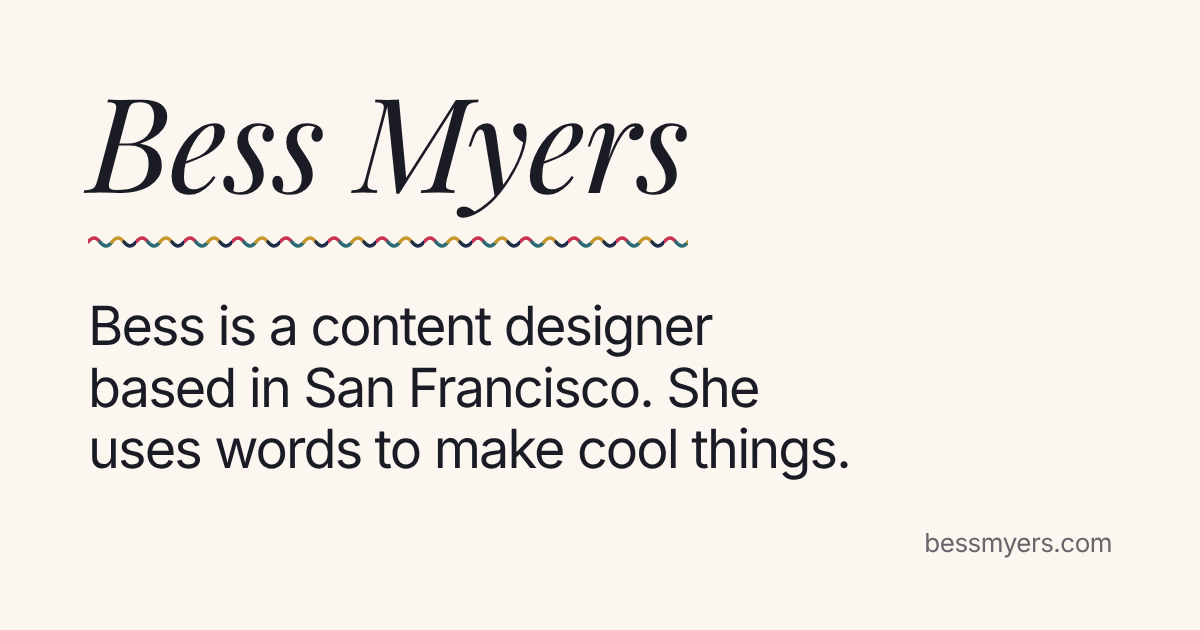 Bess Myers
Bess is a content designer
based in San Francisco. She
uses words to make cool things.
bessmyers.com